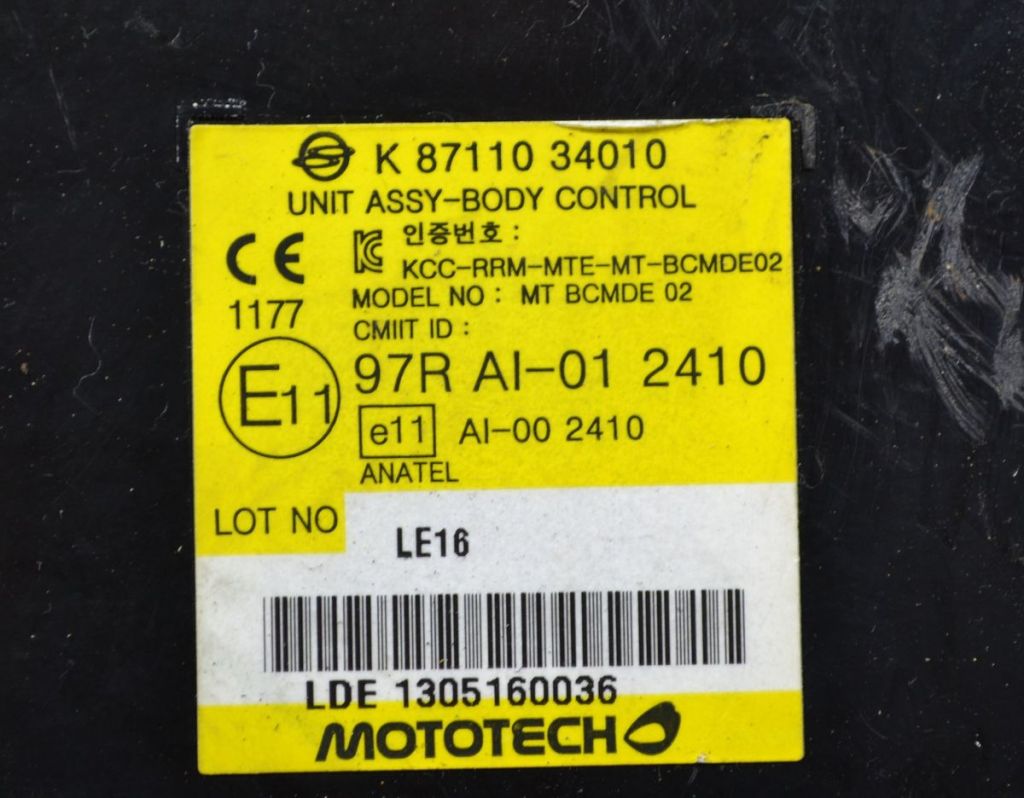 K 87110 34010
UNIT ASSY-BODY CONTROL
CE
1177
인증번호 :
KCC-RRM-MTE-MT-BCMDE02
MODEL NO : MT BCMDE 02
CMIIT ID :
E11
97R AI-01 2410
e11 AI-00 2410
ANATEL
LOT NO
LE16
LDE 1305160036
MOTOTECH